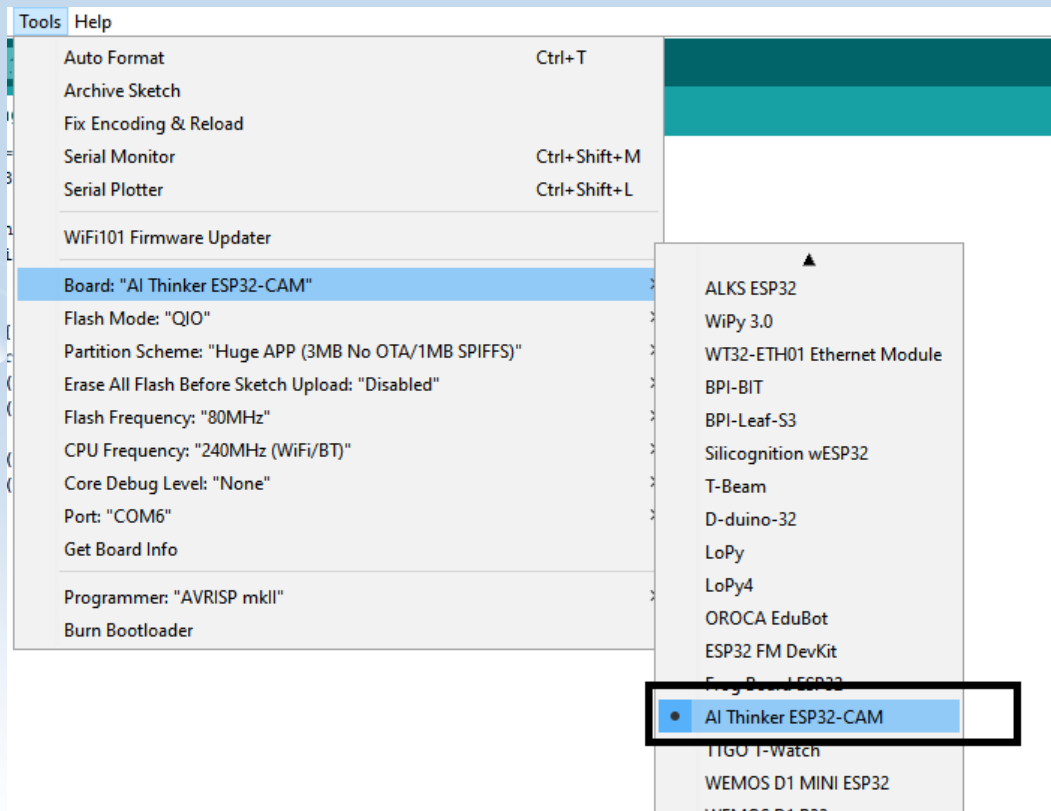 Tools Help
Auto Format Ctrl+T
Archive Sketch
Fix Encoding & Reload
Serial Monitor Ctrl+Shift+M
Serial Plotter Ctrl+Shift+L
WiFi101 Firmware Updater
Board: "AI Thinker ESP32-CAM"
Flash Mode: "QIO"
Partition Scheme: "Huge APP (3MB No OTA/1MB SPIFFS)"
Erase All Flash Before Sketch Upload: "Disabled"
Flash Frequency: "80MHz"
CPU Frequency: "240MHz (WiFi/BT)"
Core Debug Level: "None"
Port: "COM6"
Get Board Info
Programmer: "AVRISP mkII"
Burn Bootloader
ALKS ESP32
WiPy 3.0
WT32-ETH01 Ethernet Module
BPI-BIT
BPI-Leaf-S3
Silicognition wESP32
T-Beam
D-duino-32
LoPy
LoPy4
OROCA EduBot
ESP32 FM DevKit
Frog Board ESP32
AI Thinker ESP32-CAM
TTGO T-Watch
WEMOS D1 MINI ESP32